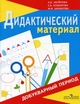 Дидактический
материал
добукварный период